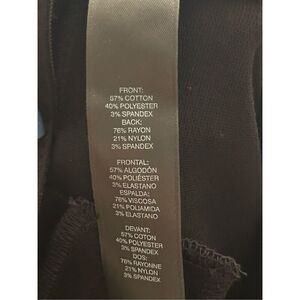 FRONT:
57% COTTON
40% POLYESTER
3% SPANDEX
BACK:
76% RAYON
21% NYLON
3% SPANDEX
FRONTAL:
57% ALGODÓN
40% POLIÉSTER
3% ELASTANO
ESPALDA:
76% VISCOSA
21% POLIAMIDA
3% ELASTANO
DEVANT:
57% COTON
40% POLYESTER
3% SPANDEX
DOS:
76% RAYONNE
21% NYLON
3% SPANDEX